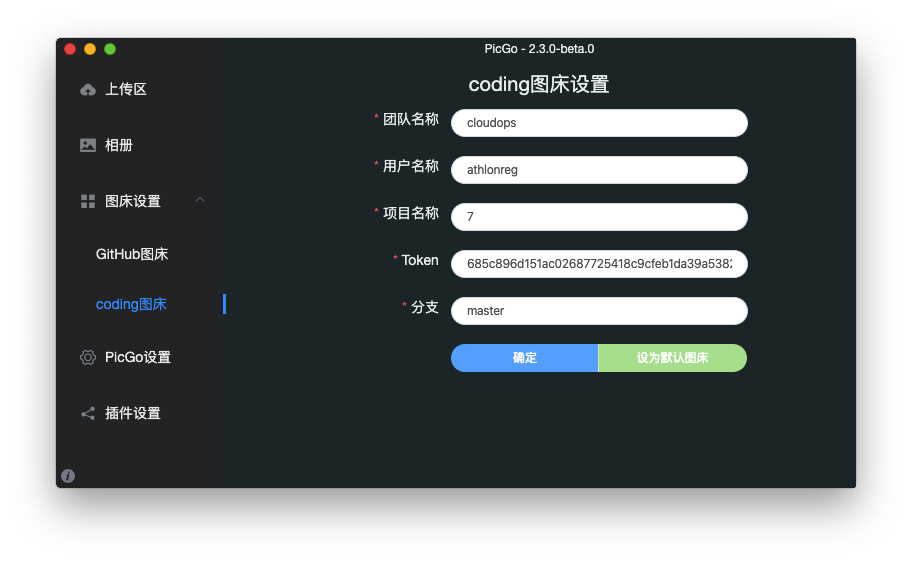 PicGo - 2.3.0-beta.0
上传区
相册
图床设置
GitHub图床
coding图床
PicGo设置
插件设置
coding图床设置
* 团队名称 cloudops
* 用户名称 athlonreg
* 项目名称 7
* Token 685c896d151ac02687725418c9cfeb1da39a5382
* 分支 master
确定 设为默认图床